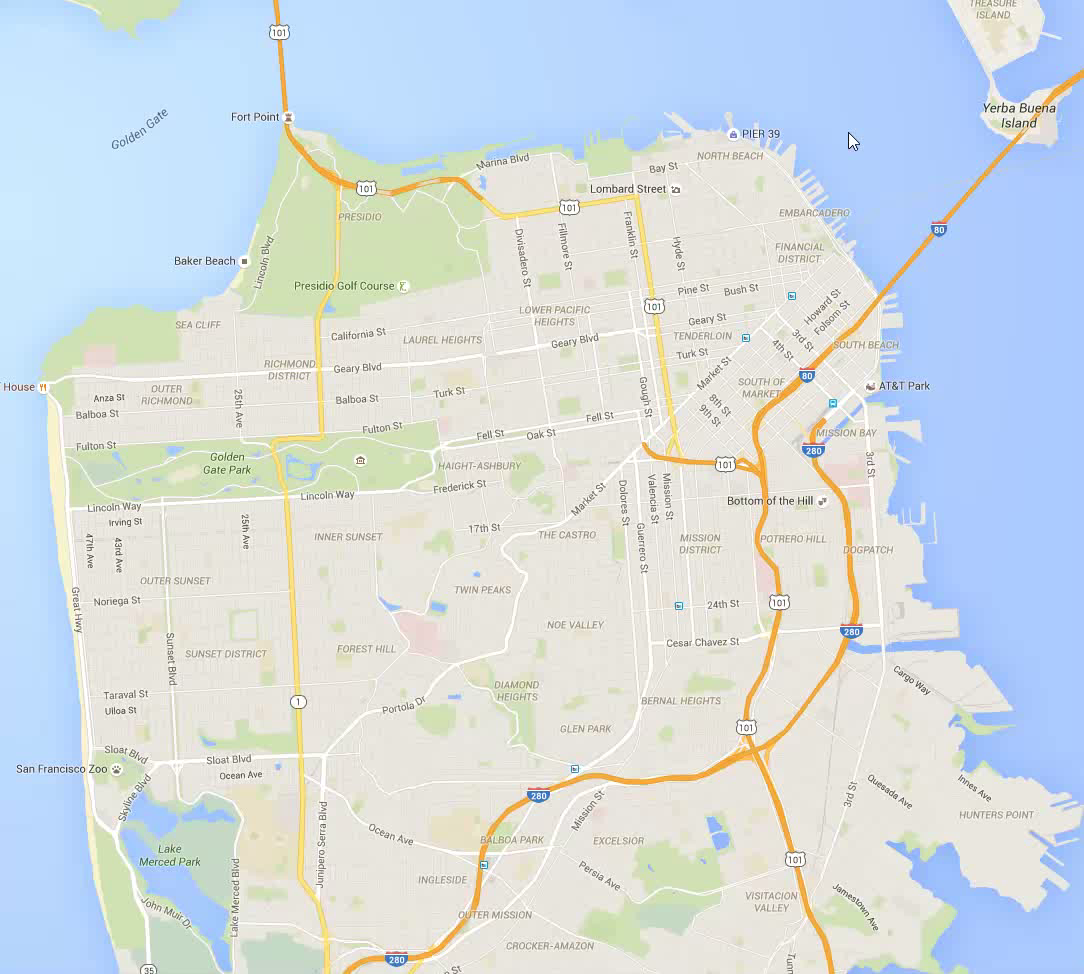 TREASURE
ISLAND
101
Yerba Buena
Island
Fort Point
Golden Gate
PIER 39
NORTH BEACH
Marina Blvd
Bay St
101
Lombard Street
101
PRESIDIO
EMBARCADERO
80
Divisadero St
Fillmore St
Franklin St
Hyde St
FINANCIAL
DISTRICT
Baker Beach
Lincoln Blvd
Presidio Golf Course
Pine St
Bush St
101
Howard St
Folsom St
LOWER PACIFIC
HEIGHTS
Geary St
SEA CLIFF
California St
LAUREL HEIGHTS
Geary Blvd
TENDERLOIN
3rd St
4th St
SOUTH BEACH
Turk St
RICHMOND
DISTRICT
Geary Blvd
Market St
80
House
OUTER
RICHMOND
Anza St
25th Ave
Balboa St
Turk St
Gough St
SOUTH OF
MARKET
AT&T Park
Balboa St
8th St
9th St
Fulton St
Fulton St
Fell St
Fell St
Oak St
MISSION BAY
280
Golden
Gate Park
HAIGHT-ASHBURY
101
3rd St
Lincoln Way
Lincoln Way
Frederick St
Market St
Dolores St
Valencia St
Mission St
Bottom of the Hill
Irving St
25th Ave
17th St
47th Ave
43rd Ave
INNER SUNSET
THE CASTRO
Guerrero St
MISSION
DISTRICT
POTRERO HILL
DOGPATCH
OUTER SUNSET
TWIN PEAKS
Great Hwy
Noriega St
24th St
101
NOE VALLEY
280
Sunset Blvd
SUNSET DISTRICT
FOREST HILL
Cesar Chavez St
Cargo Way
Taraval St
Ulloa St
1
Portola Dr
DIAMOND
HEIGHTS
BERNAL HEIGHTS
GLEN PARK
101
Sloat Blvd
Sloat Blvd
San Francisco Zoo
Ocean Ave
Skyline Blvd
280
Mission St
3rd St
Quesada Ave
Innes Ave
HUNTERS POINT
Junipero Serra Blvd
Ocean Ave
BALBOA PARK
EXCELSIOR
Lake
Merced Park
101
Lake Merced Blvd
INGLESIDE
Persia Ave
John Muir Dr
OUTER MISSION
VISITACION
VALLEY
Jamestown Ave
CROCKER-AMAZON
280
35